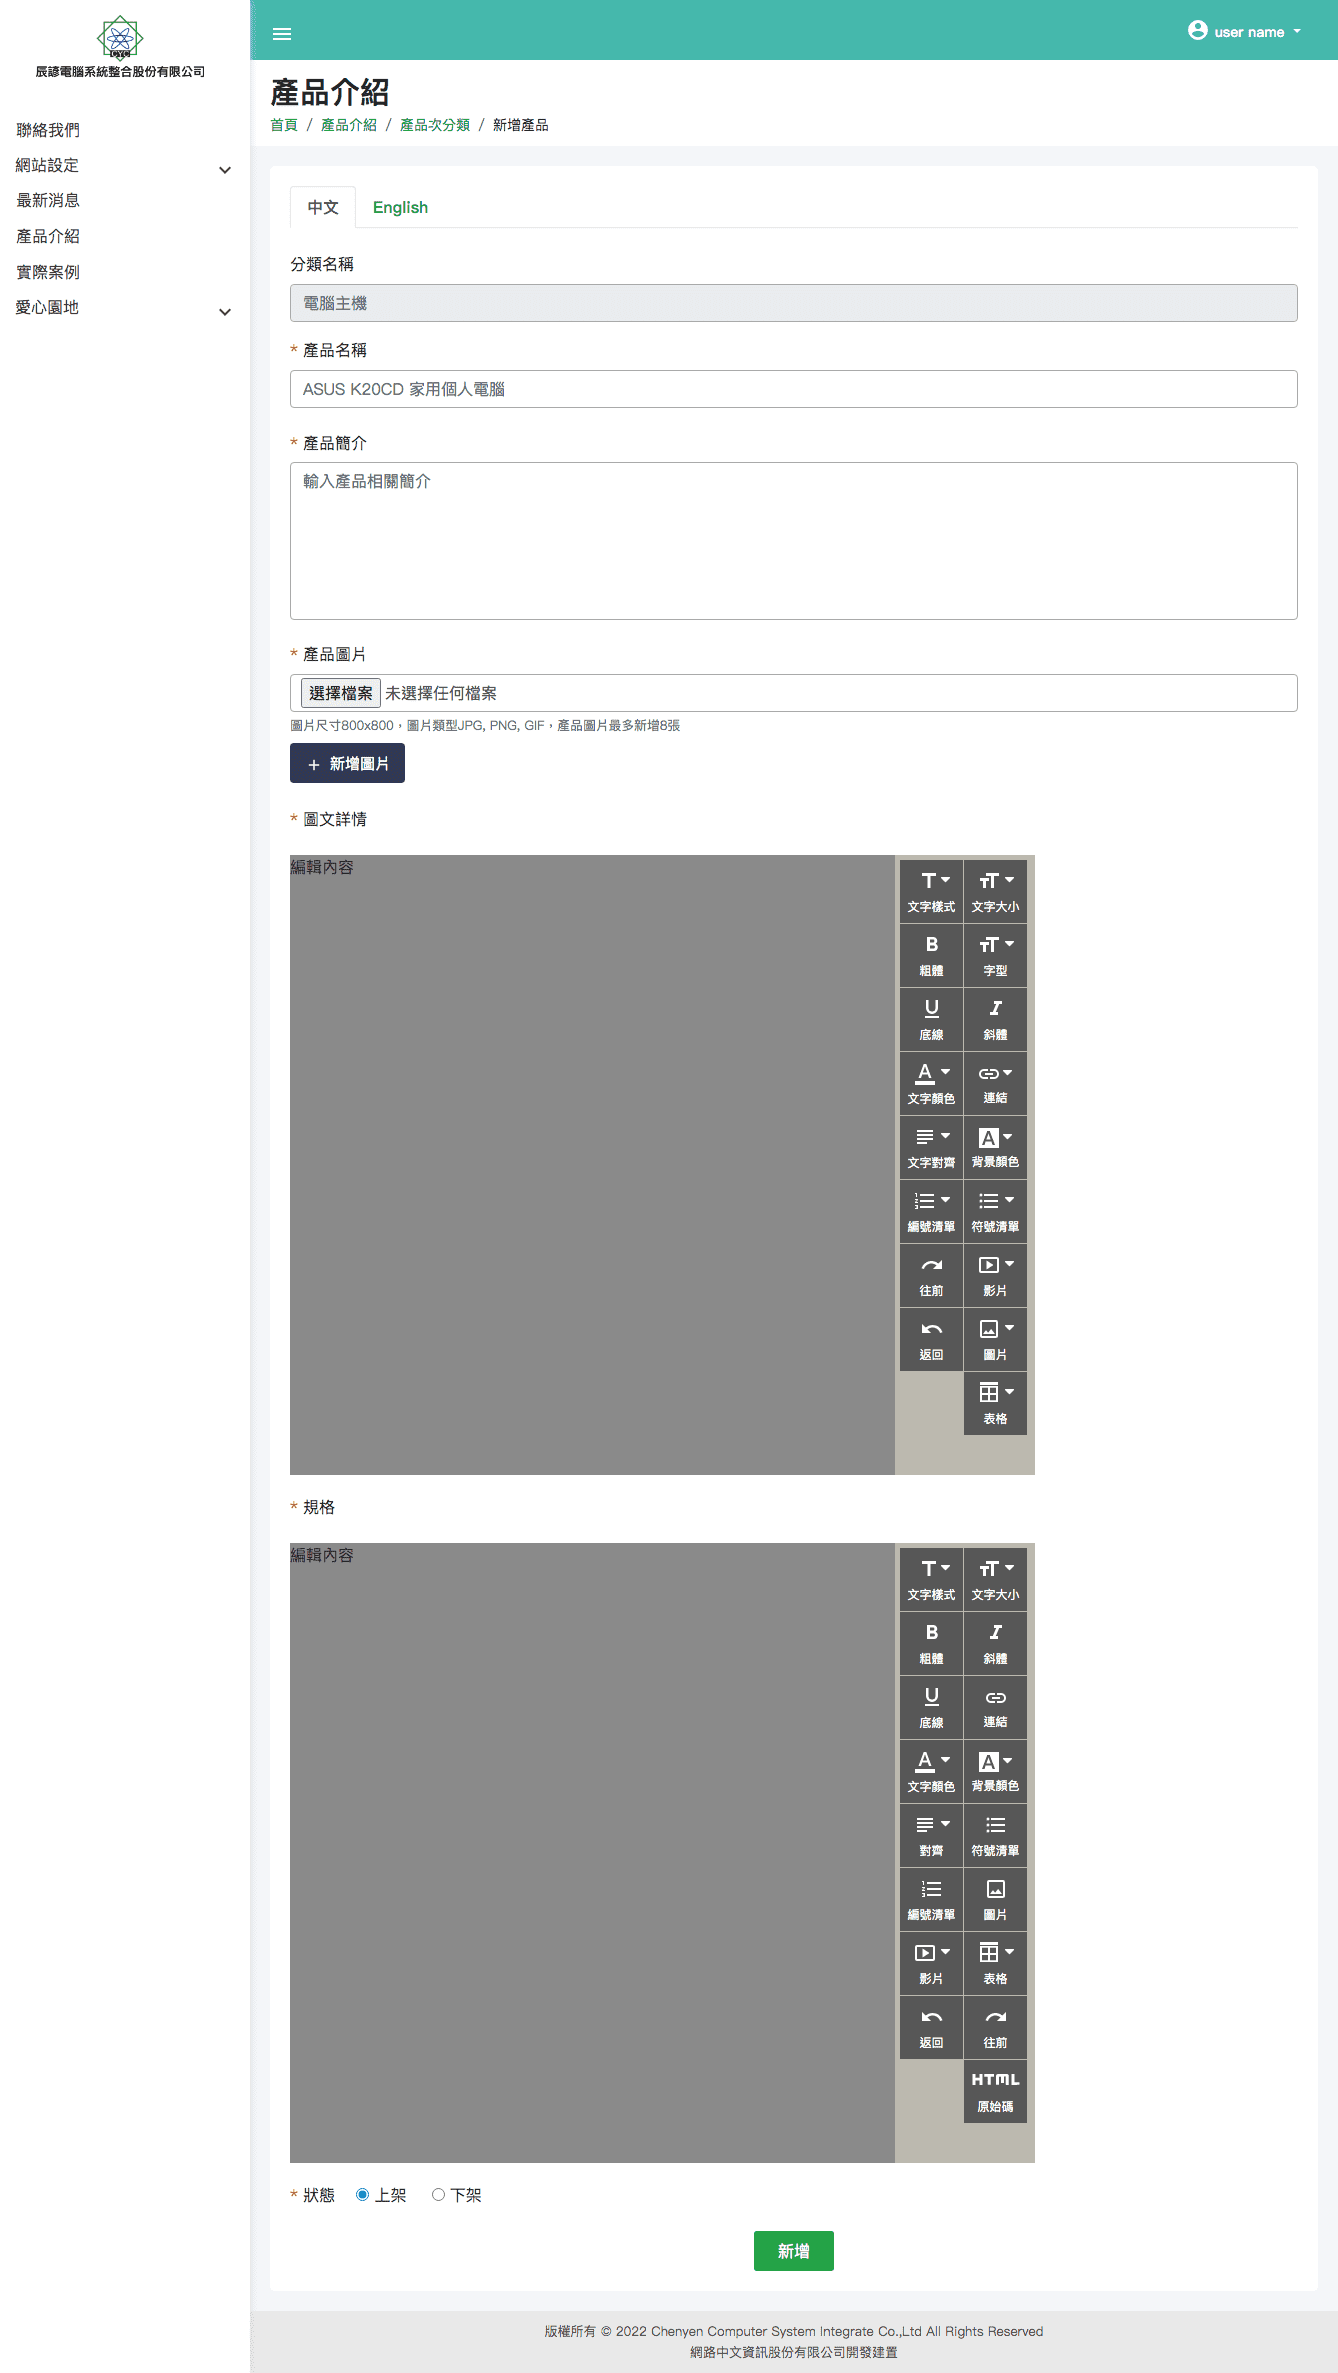 CYC
辰諺電腦系統整合股份有限公司
user name
聯絡我們
網站設定
最新消息
產品介紹
實際案例
愛心園地
產品介紹
首頁 / 產品介紹 / 產品次分類 / 新增產品
中文 English
分類名稱
電腦主機
* 產品名稱
ASUS K20CD 家用個人電腦
* 產品簡介
輸入產品相關簡介
* 產品圖片
選擇檔案 未選擇任何檔案
圖片尺寸800x800，圖片類型JPG, PNG, GIF，產品圖片最多新增8張
+ 新增圖片
* 圖文詳情
編輯內容
文字樣式 文字大小
粗體 字型
底線 斜體
文字顏色 連結
文字對齊 背景顏色
編號清單 符號清單
往前 影片
返回 圖片
表格
* 規格
編輯內容
文字樣式 文字大小
粗體 斜體
底線 連結
文字顏色 背景顏色
對齊 符號清單
編號清單 圖片
影片 表格
返回 往前
HTML
原始碼
* 狀態 上架 下架
新增
版權所有 © 2022 Chenyen Computer System Integrate Co.,Ltd All Rights Reserved
網路中文資訊股份有限公司開發建置